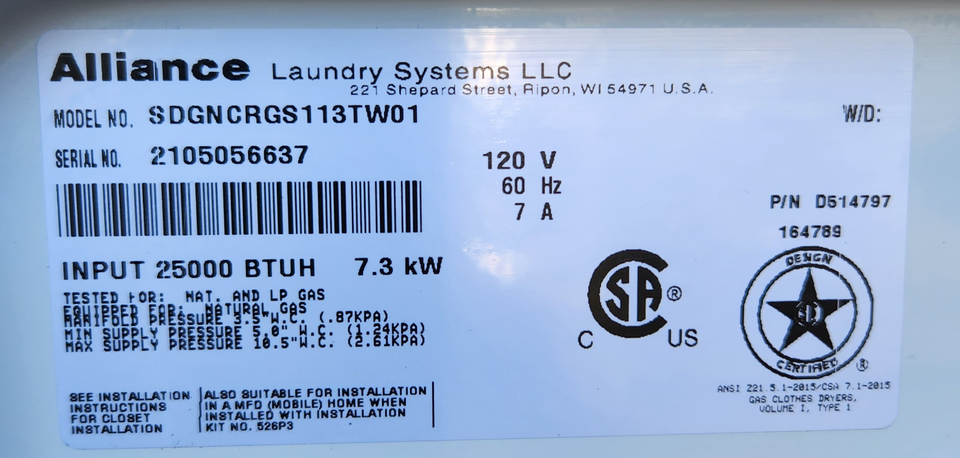 Alliance Laundry Systems LLC
221 Shepard Street, Ripon, WI 54971 U.S.A.
MODEL NO. SDGNCRGS113TW01
W/D:
SERIAL NO. 2105056637
120 V
60 Hz
7 A
P/N D514797
164789
INPUT 25000 BTUH 7.3 kW
TESTED FOR: NAT. AND LP GAS
EQUIPPED FOR: NATURAL GAS
MANIFOLD PRESSURE 3.5"W.C. (.87KPA)
MIN SUPPLY PRESSURE 5.0" W.C. (1.24KPA)
MAX SUPPLY PRESSURE 10.5"W.C. (2.61KPA)
SA®
C US
DESIGN
CERTIFIED ®
ANSI Z21.5.1-2015/CSA 7.1-2015
GAS CLOTHES DRYERS,
VOLUME I, TYPE 1
SEE INSTALLATION
INSTRUCTIONS
FOR CLOSET
INSTALLATION
ALSO SUITABLE FOR INSTALLATION
IN A MFD (MOBILE) HOME WHEN
INSTALLED WITH INSTALLATION
KIT NO. 526P3